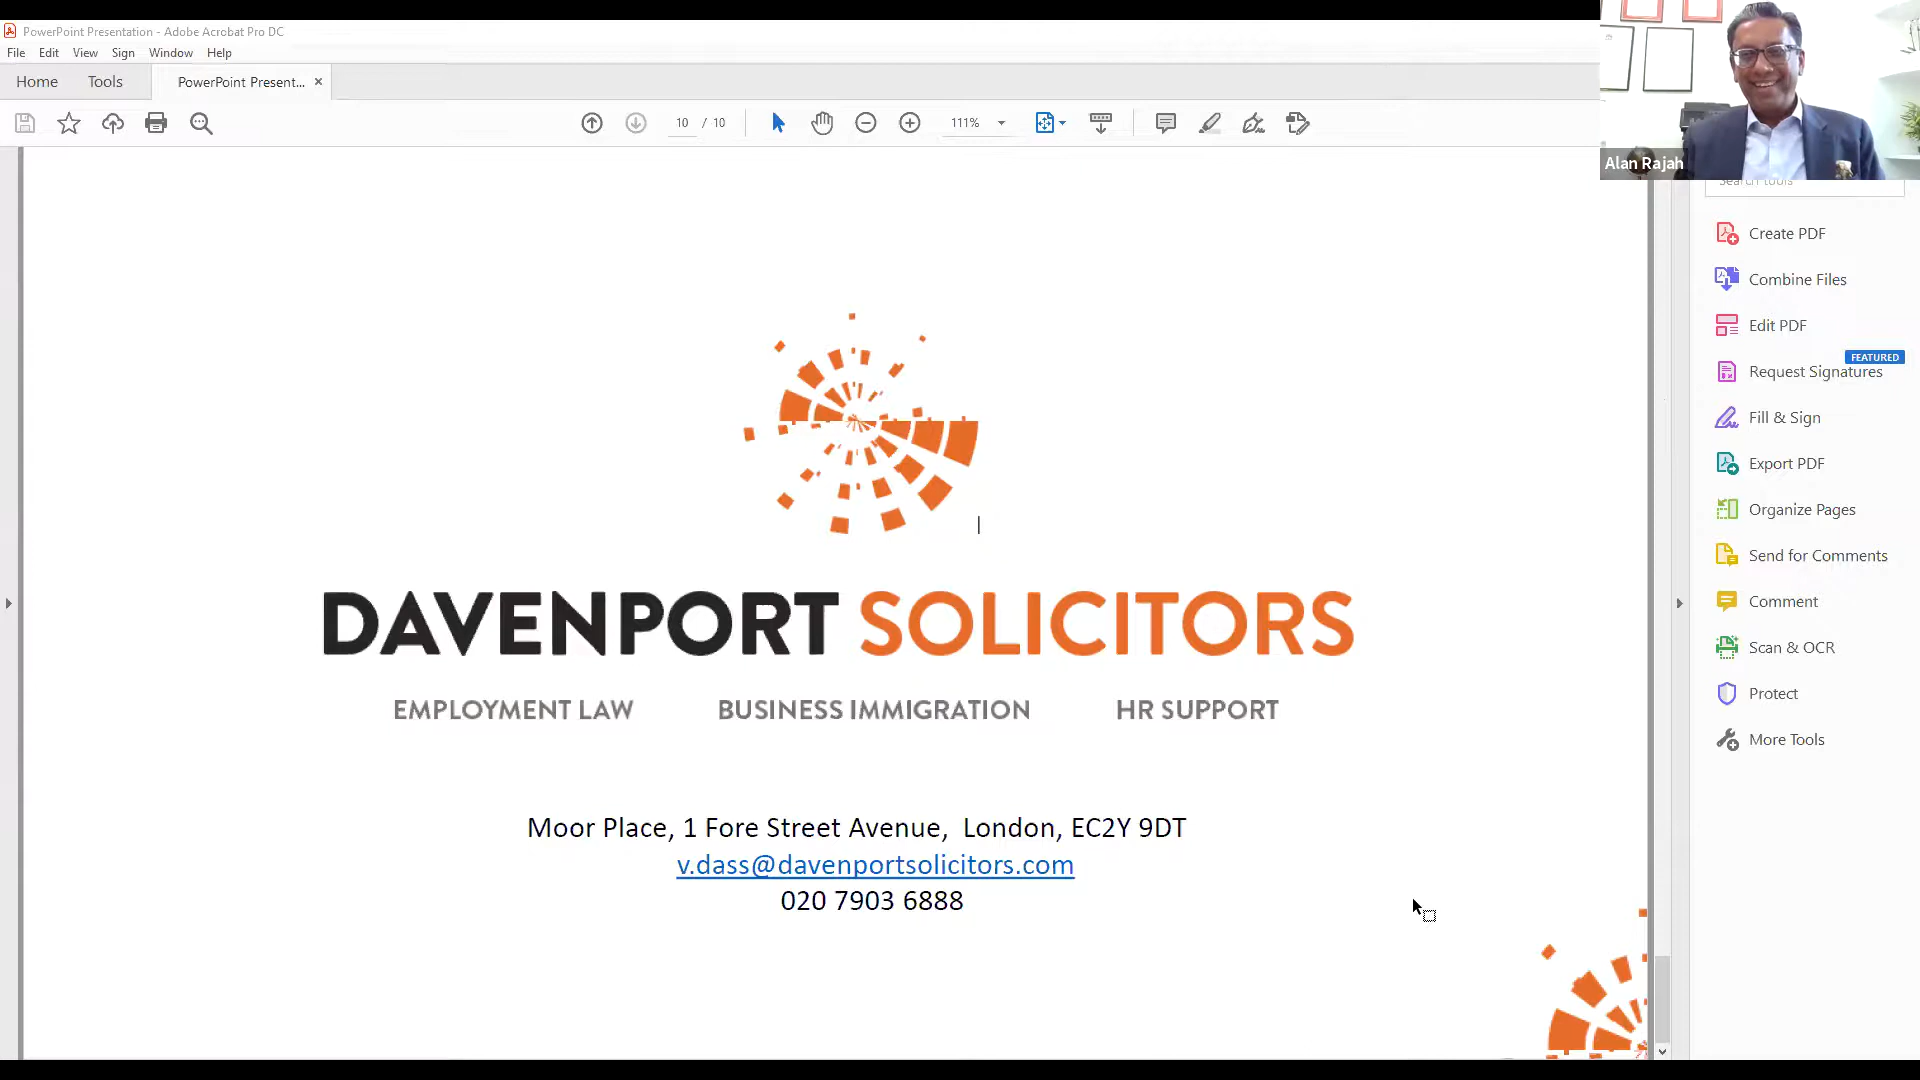 PowerPoint Presentation - Adobe Acrobat Pro DC
File Edit View Sign Window Help
Home Tools PowerPoint Present... ×
10 / 10 111%
Alan Rajah
Search tools
Create PDF
Combine Files
Edit PDF
FEATURED
Request Signatures
Fill & Sign
Export PDF
Organize Pages
Send for Comments
Comment
Scan & OCR
Protect
More Tools
DAVENPORT SOLICITORS
EMPLOYMENT LAW BUSINESS IMMIGRATION HR SUPPORT
Moor Place, 1 Fore Street Avenue, London, EC2Y 9DT
v.dass@davenportsolicitors.com
020 7903 6888